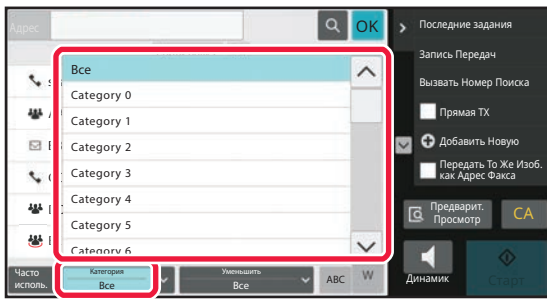 Адрес
OK
Все
Category 0
Category 1
Category 2
Category 3
Category 4
Category 5
Category 6
Часто
исполь.
Категория
Все
Уменьшить
Все
ABC
W
Последние задания
Запись Передач
Вызвать Номер Поиска
Прямая TX
Добавить Новую
Передать То Же Изоб.
как Адрес Факса
Предварит.
Просмотр
CA
Динамик
Старт